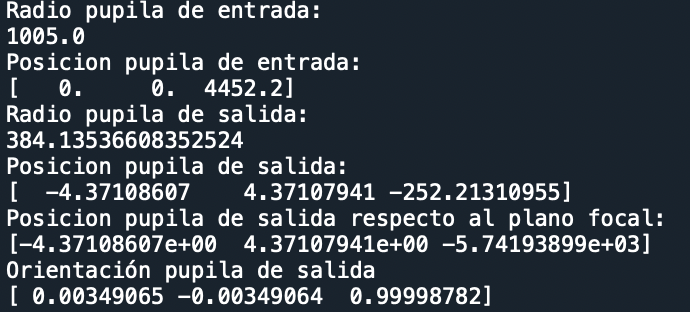 Radio pupila de entrada:
1005.0
Posicion pupila de entrada:
[   0.     0.  4452.2]
Radio pupila de salida:
384.13536608352524
Posicion pupila de salida:
[  -4.37108607    4.37107941 -252.21310955]
Posicion pupila de salida respecto al plano focal:
[-4.37108607e+00  4.37107941e+00 -5.74193899e+03]
Orientación pupila de salida
[ 0.00349065 -0.00349064  0.99998782]